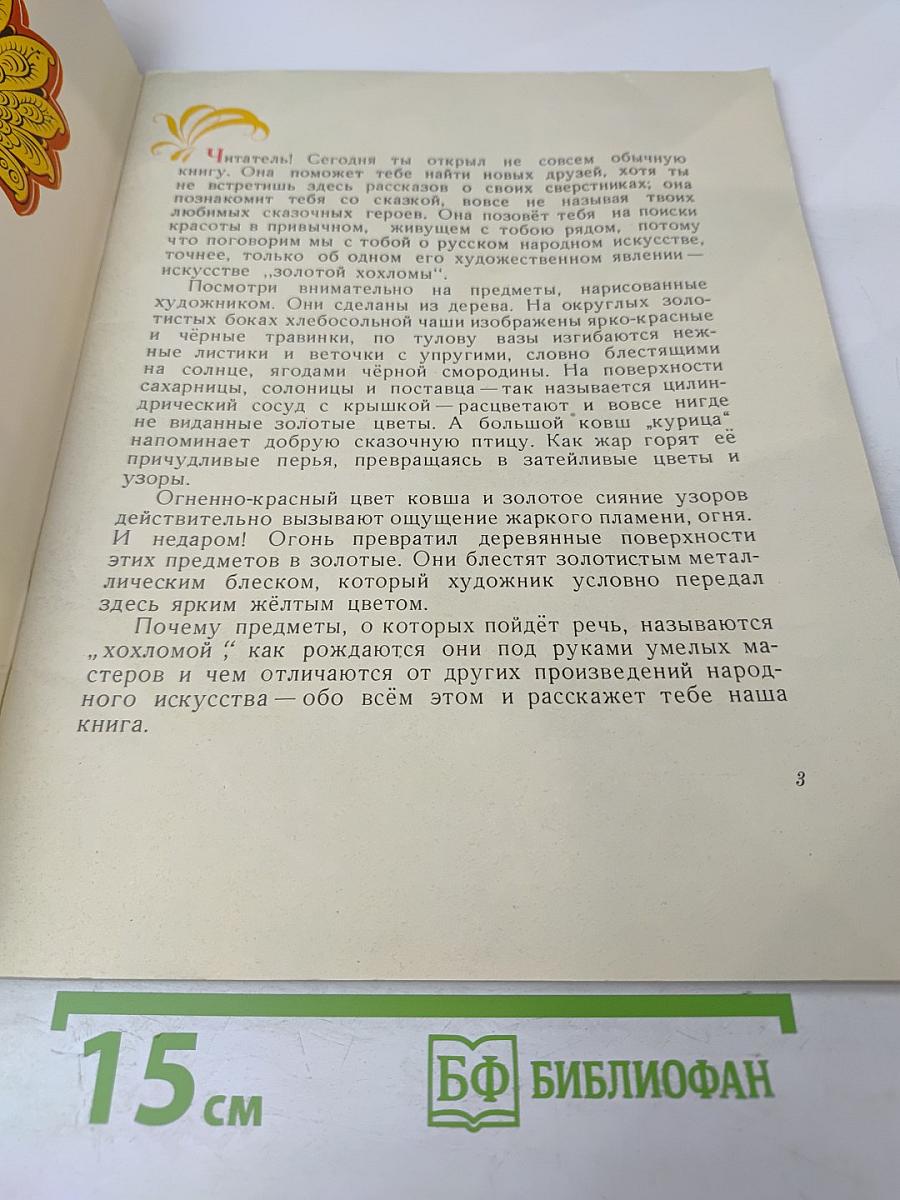 Читатель! Сегодня ты открыл не совсем обычную
книгу. Она поможет тебе найти новых друзей, хотя ты
не встретишь здесь рассказов о своих сверстниках; она
познакомит тебя со сказкой, вовсе не называя твоих
любимых сказочных героев. Она позовёт тебя на поиски
красоты в привычном, живущем с тобою рядом, потому
что поговорим мы с тобой о русском народном искусстве,
точнее, только об одном его художественном явлении —
искусстве „золотой хохломы“.
Посмотри внимательно на предметы, нарисованные
художником. Они сделаны из дерева. На округлых золо-
тистых боках хлебосольной чаши изображены ярко-красные
и чёрные травинки, по тулову вазы изгибаются неж-
ные листики и веточки с упругими, словно блестящими
на солнце, ягодами чёрной смородины. На поверхности
сахарницы, солоницы и поставца — так называется цилин-
дрический сосуд с крышкой — расцветают и вовсе нигде
не виданные золотые цветы. А большой ковш „курица“
напоминает добрую сказочную птицу. Как жар горят её
причудливые перья, превращаясь в затейливые цветы и
узоры.
Огненно-красный цвет ковша и золотое сияние узоров
действительно вызывают ощущение жаркого пламени, огня.
И недаром! Огонь превратил деревянные поверхности
этих предметов в золотые. Они блестят золотистым метал-
лическим блеском, который художник условно передал
здесь ярким жёлтым цветом.
Почему предметы, о которых пойдёт речь, называются
„хохломой“, как рождаются они под руками умелых ма-
стеров и чем отличаются от других произведений народ-
ного искусства — обо всём этом и расскажет тебе наша
книга.
3
15 см
БФ БИБЛИОФАН